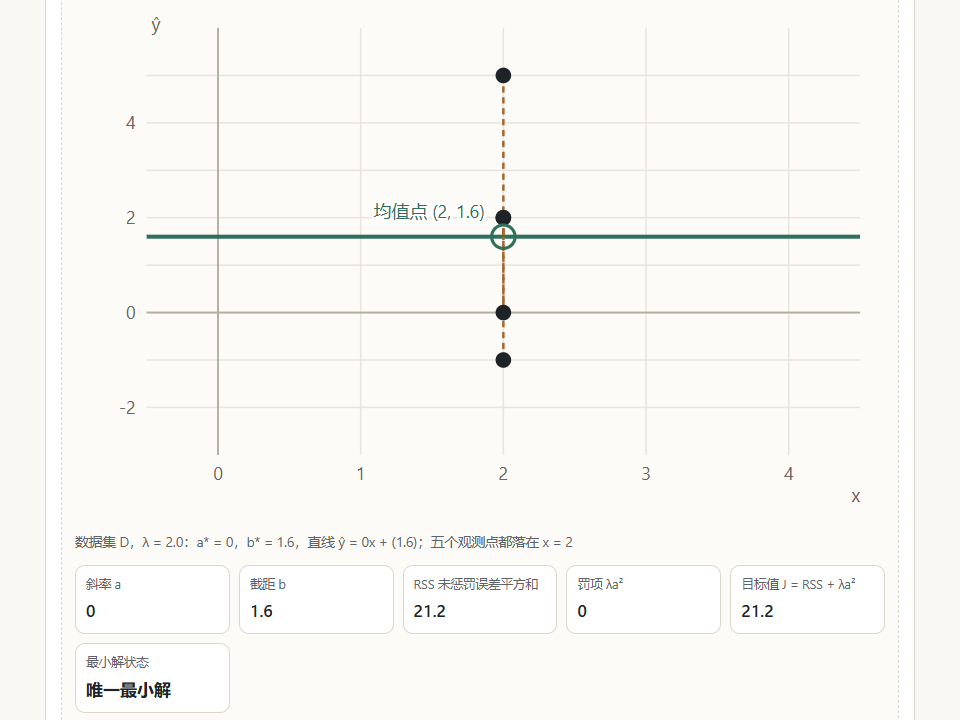 ŷ
4
均值点 (2, 1.6)
2
0
-2
0 1 2 3 4
x
数据集 D，λ = 2.0：a* = 0，b* = 1.6，直线 ŷ = 0x + (1.6)；五个观测点都落在 x = 2
斜率 a
0
截距 b
1.6
RSS 未惩罚误差平方和
21.2
罚项 λa²
0
目标值 J = RSS + λa²
21.2
最小解状态
唯一最小解